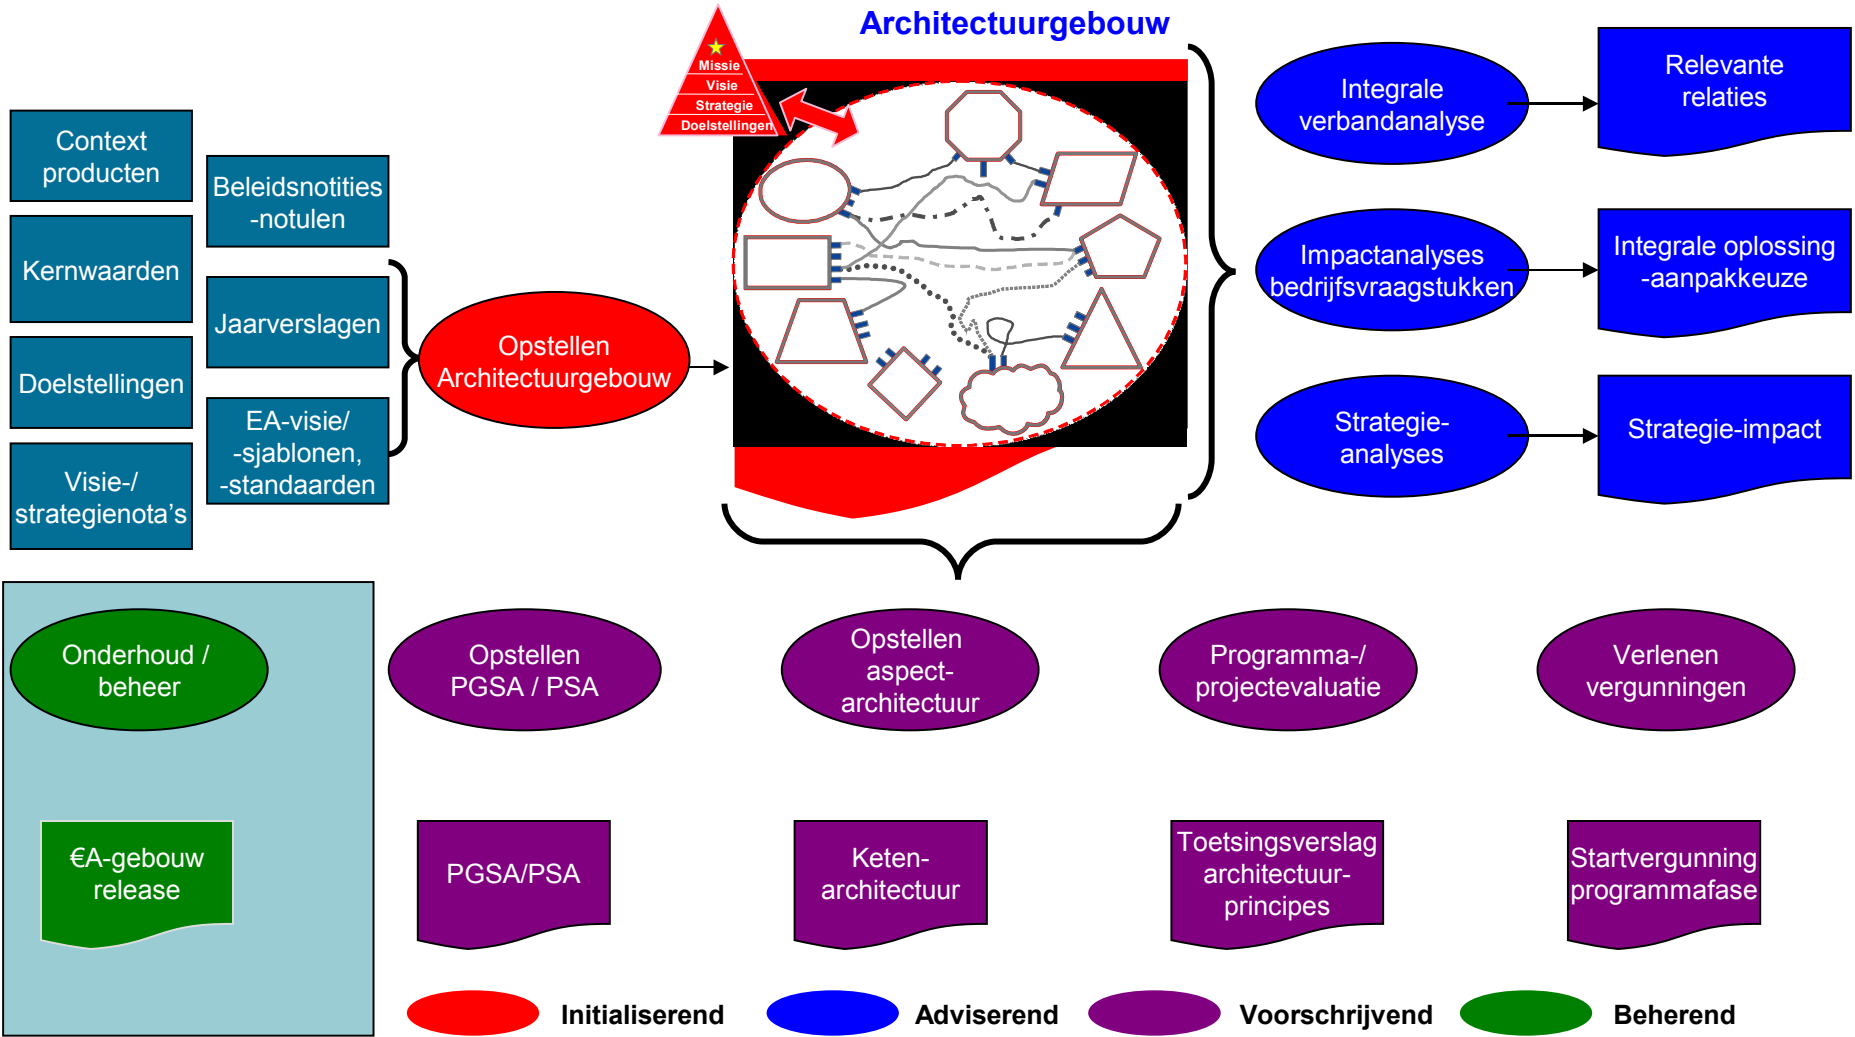 Architectuurgebouw
Missie
Visie
Strategie
Doelstellingen
Context
producten
Kernwaarden
Doelstellingen
Visie-/
strategienota’s
Beleidsnotities
-notulen
Jaarverslagen
EA-visie/
-sjablonen,
-standaarden
Opstellen
Architectuurgebouw
Integrale
verbandanalyse
Relevante
relaties
Impactanalyses
bedrijfsvraagstukken
Integrale oplossing
-aanpakkeuze
Strategie-
analyses
Strategie-impact
Onderhoud /
beheer
Opstellen
PGSA / PSA
Opstellen
aspect-
architectuur
Programma-/
projectevaluatie
Verlenen
vergunningen
€A-gebouw
release
PGSA/PSA
Keten-
architectuur
Toetsingsverslag
architectuur-
principes
Startvergunning
programmafase
Initialiserend
Adviserend
Voorschrijvend
Beherend